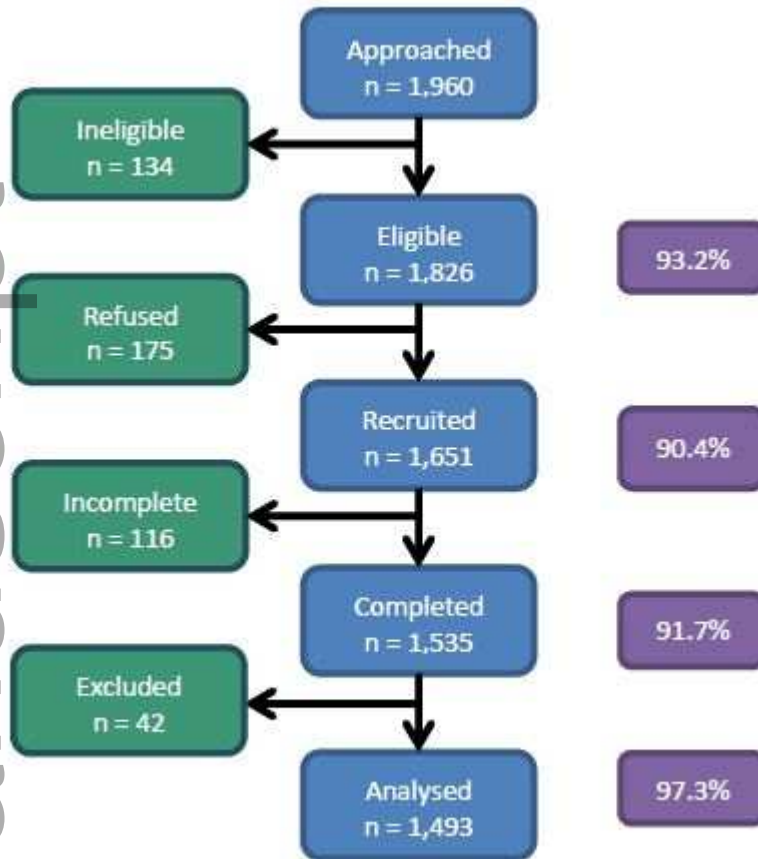 Approached
n = 1,960
Ineligible
n = 134
Eligible
n = 1,826
93.2%
Refused
n = 175
Recruited
n = 1,651
90.4%
Incomplete
n = 116
Completed
n = 1,535
91.7%
Excluded
n = 42
Analysed
n = 1,493
97.3%